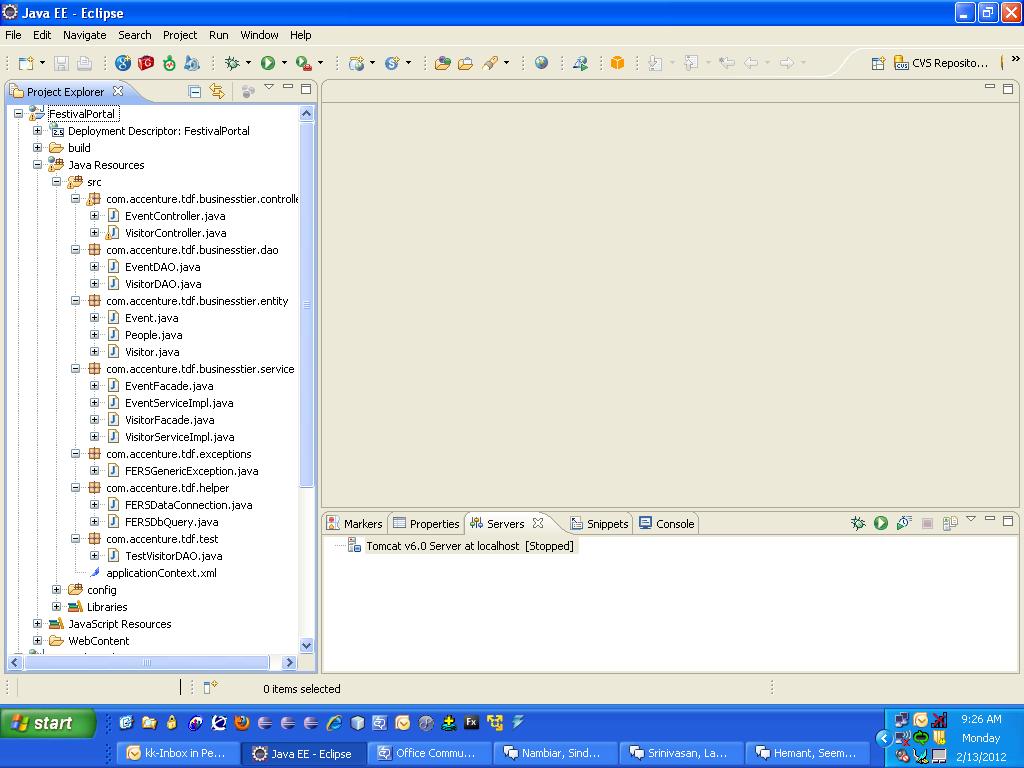 Java EE - Eclipse
File Edit Navigate Search Project Run Window Help
CVS Reposito...
Project Explorer
FestivalPortal
Deployment Descriptor: FestivalPortal
build
Java Resources
src
com.accenture.tdf.businesstier.controlle
EventController.java
VisitorController.java
com.accenture.tdf.businesstier.dao
EventDAO.java
VisitorDAO.java
com.accenture.tdf.businesstier.entity
Event.java
People.java
Visitor.java
com.accenture.tdf.businesstier.service
EventFacade.java
EventServiceImpl.java
VisitorFacade.java
VisitorServiceImpl.java
com.accenture.tdf.exceptions
FERSGenericException.java
com.accenture.tdf.helper
FERSDataConnection.java
FERSDbQuery.java
com.accenture.tdf.test
TestVisitorDAO.java
applicationContext.xml
config
Libraries
JavaScript Resources
WebContent
Markers Properties Servers Snippets Console
Tomcat v6.0 Server at localhost [Stopped]
0 items selected
start
kk-Inbox in Pe... Java EE - Eclipse Office Commu... Nambiar, Sind... Srinivasan, La... Hemant, Seem...
9:26 AM
Monday
2/13/2012